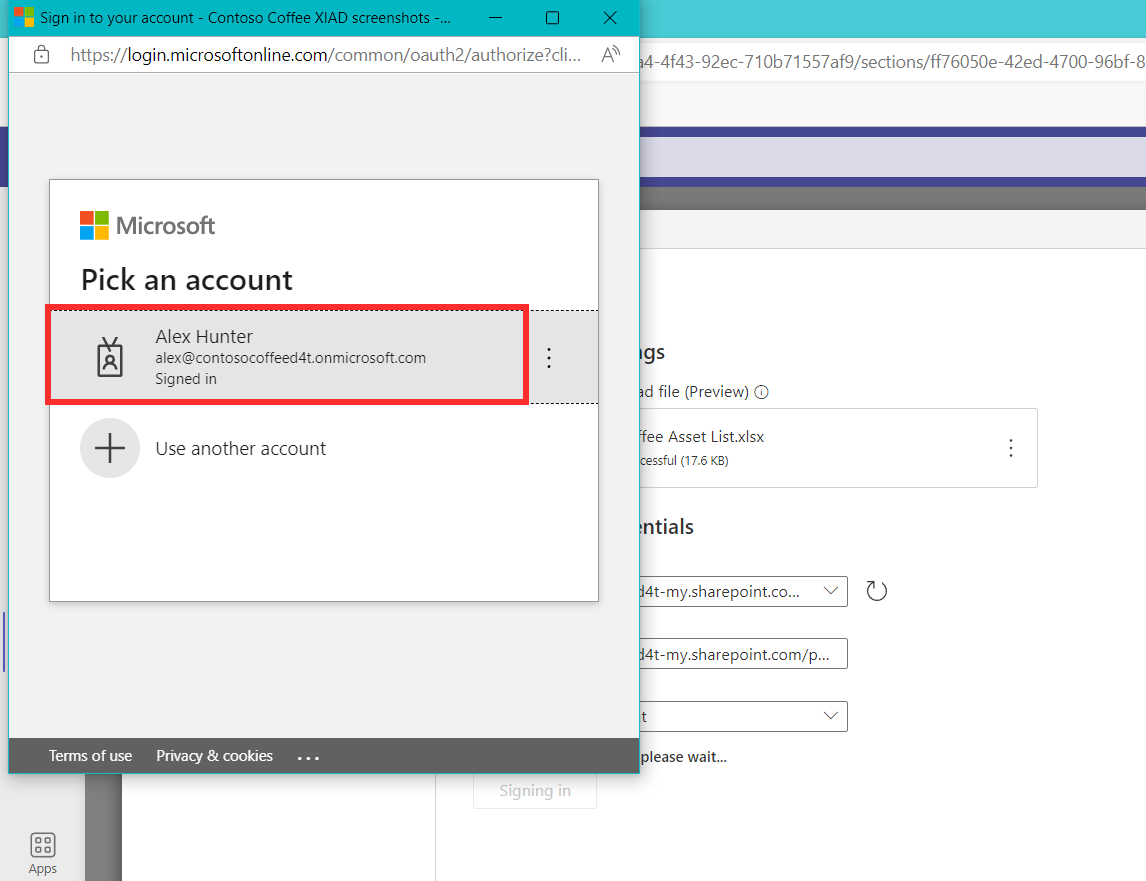 Sign in to your account - Contoso Coffee XIAD screenshots -...
https://login.microsoftonline.com/common/oauth2/authorize?cli...
a4-4f43-92ec-710b71557af9/sections/ff76050e-42ed-4700-96bf-8
Microsoft
Pick an account
Alex Hunter
alex@contosocoffeed4t.onmicrosoft.com
Signed in
Use another account
Terms of use
Privacy & cookies
...
ngs
ad file (Preview)
ffee Asset List.xlsx
cessful (17.6 KB)
entials
d4t-my.sharepoint.co...
d4t-my.sharepoint.com/p...
t
please wait...
Signing in
Apps